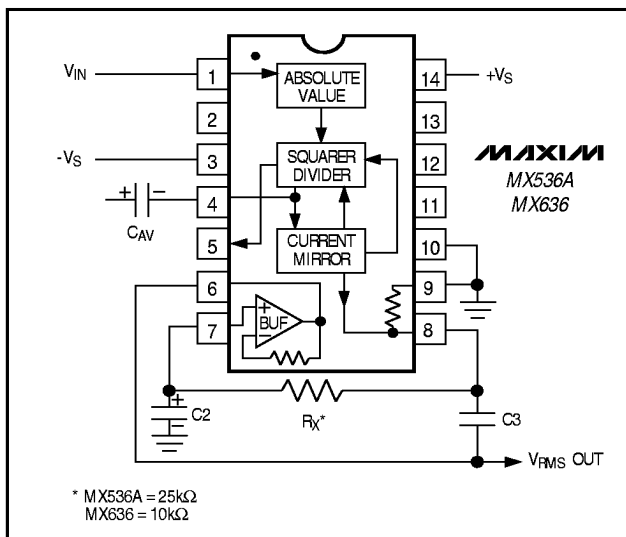 VIN
1
2
-VS
3
+ -
CAV
4
5
6
7
ABSOLUTE
VALUE
SQUARER
DIVIDER
CURRENT
MIRROR
+
-
BUF
14
+VS
13
12
11
10
9
8
MAXIM
MX536A
MX636
+
-
C2
RX*
C3
VRMS OUT
* MX536A = 25kΩ
MX636 = 10kΩ